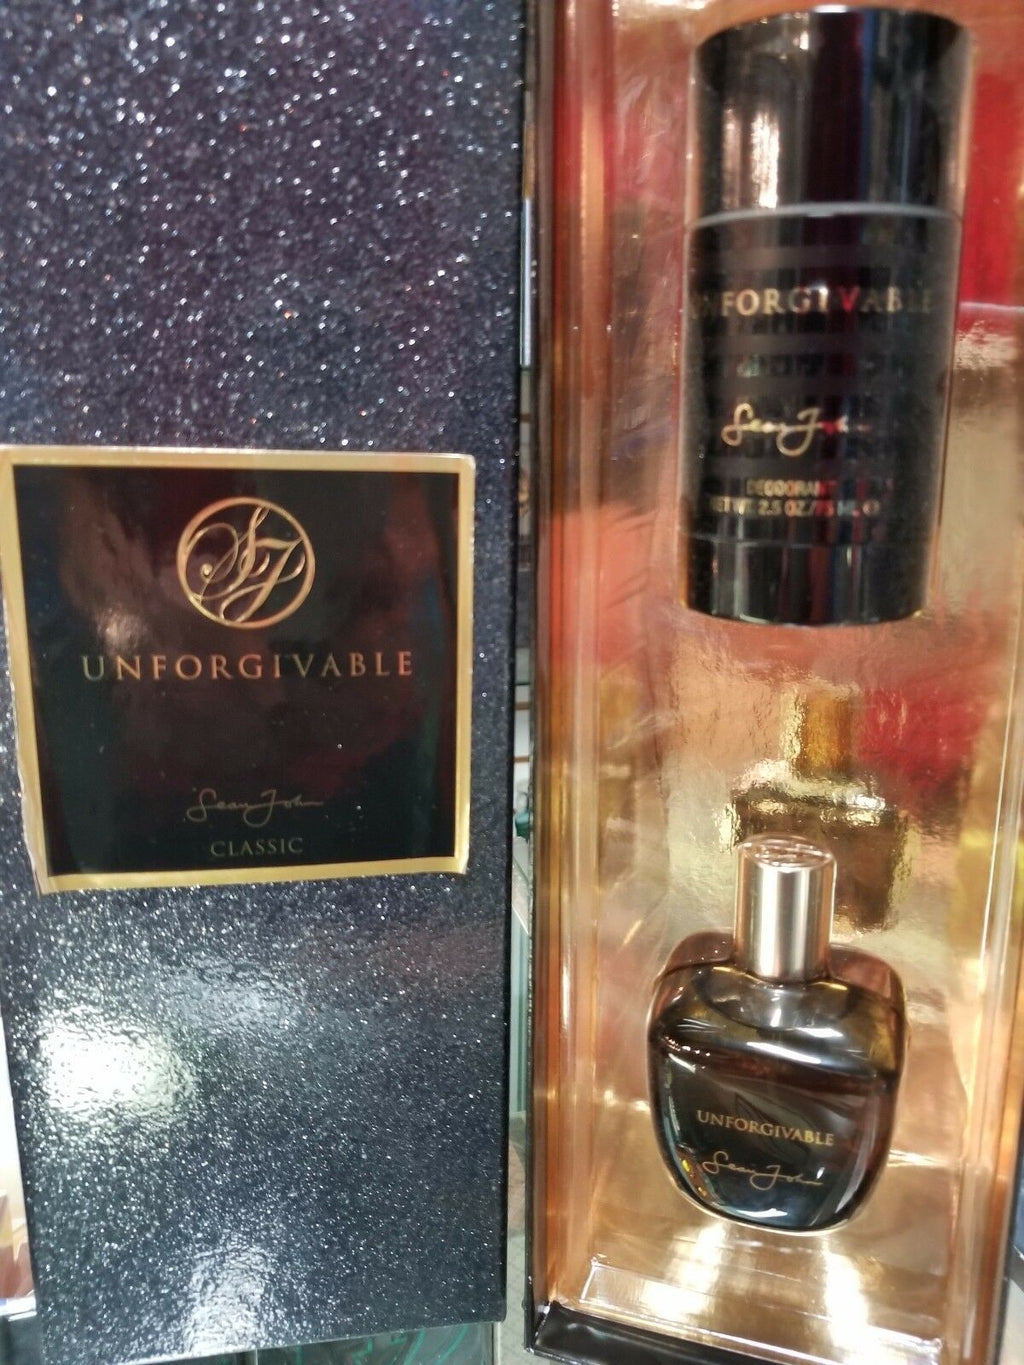 SJ
UNFORGIVABLE
Sean John
CLASSIC
UNFORGIVABLE
Sean John
DEODORANT
NET WT. 2.5 OZ./75 ML e
UNFORGIVABLE
Sean John